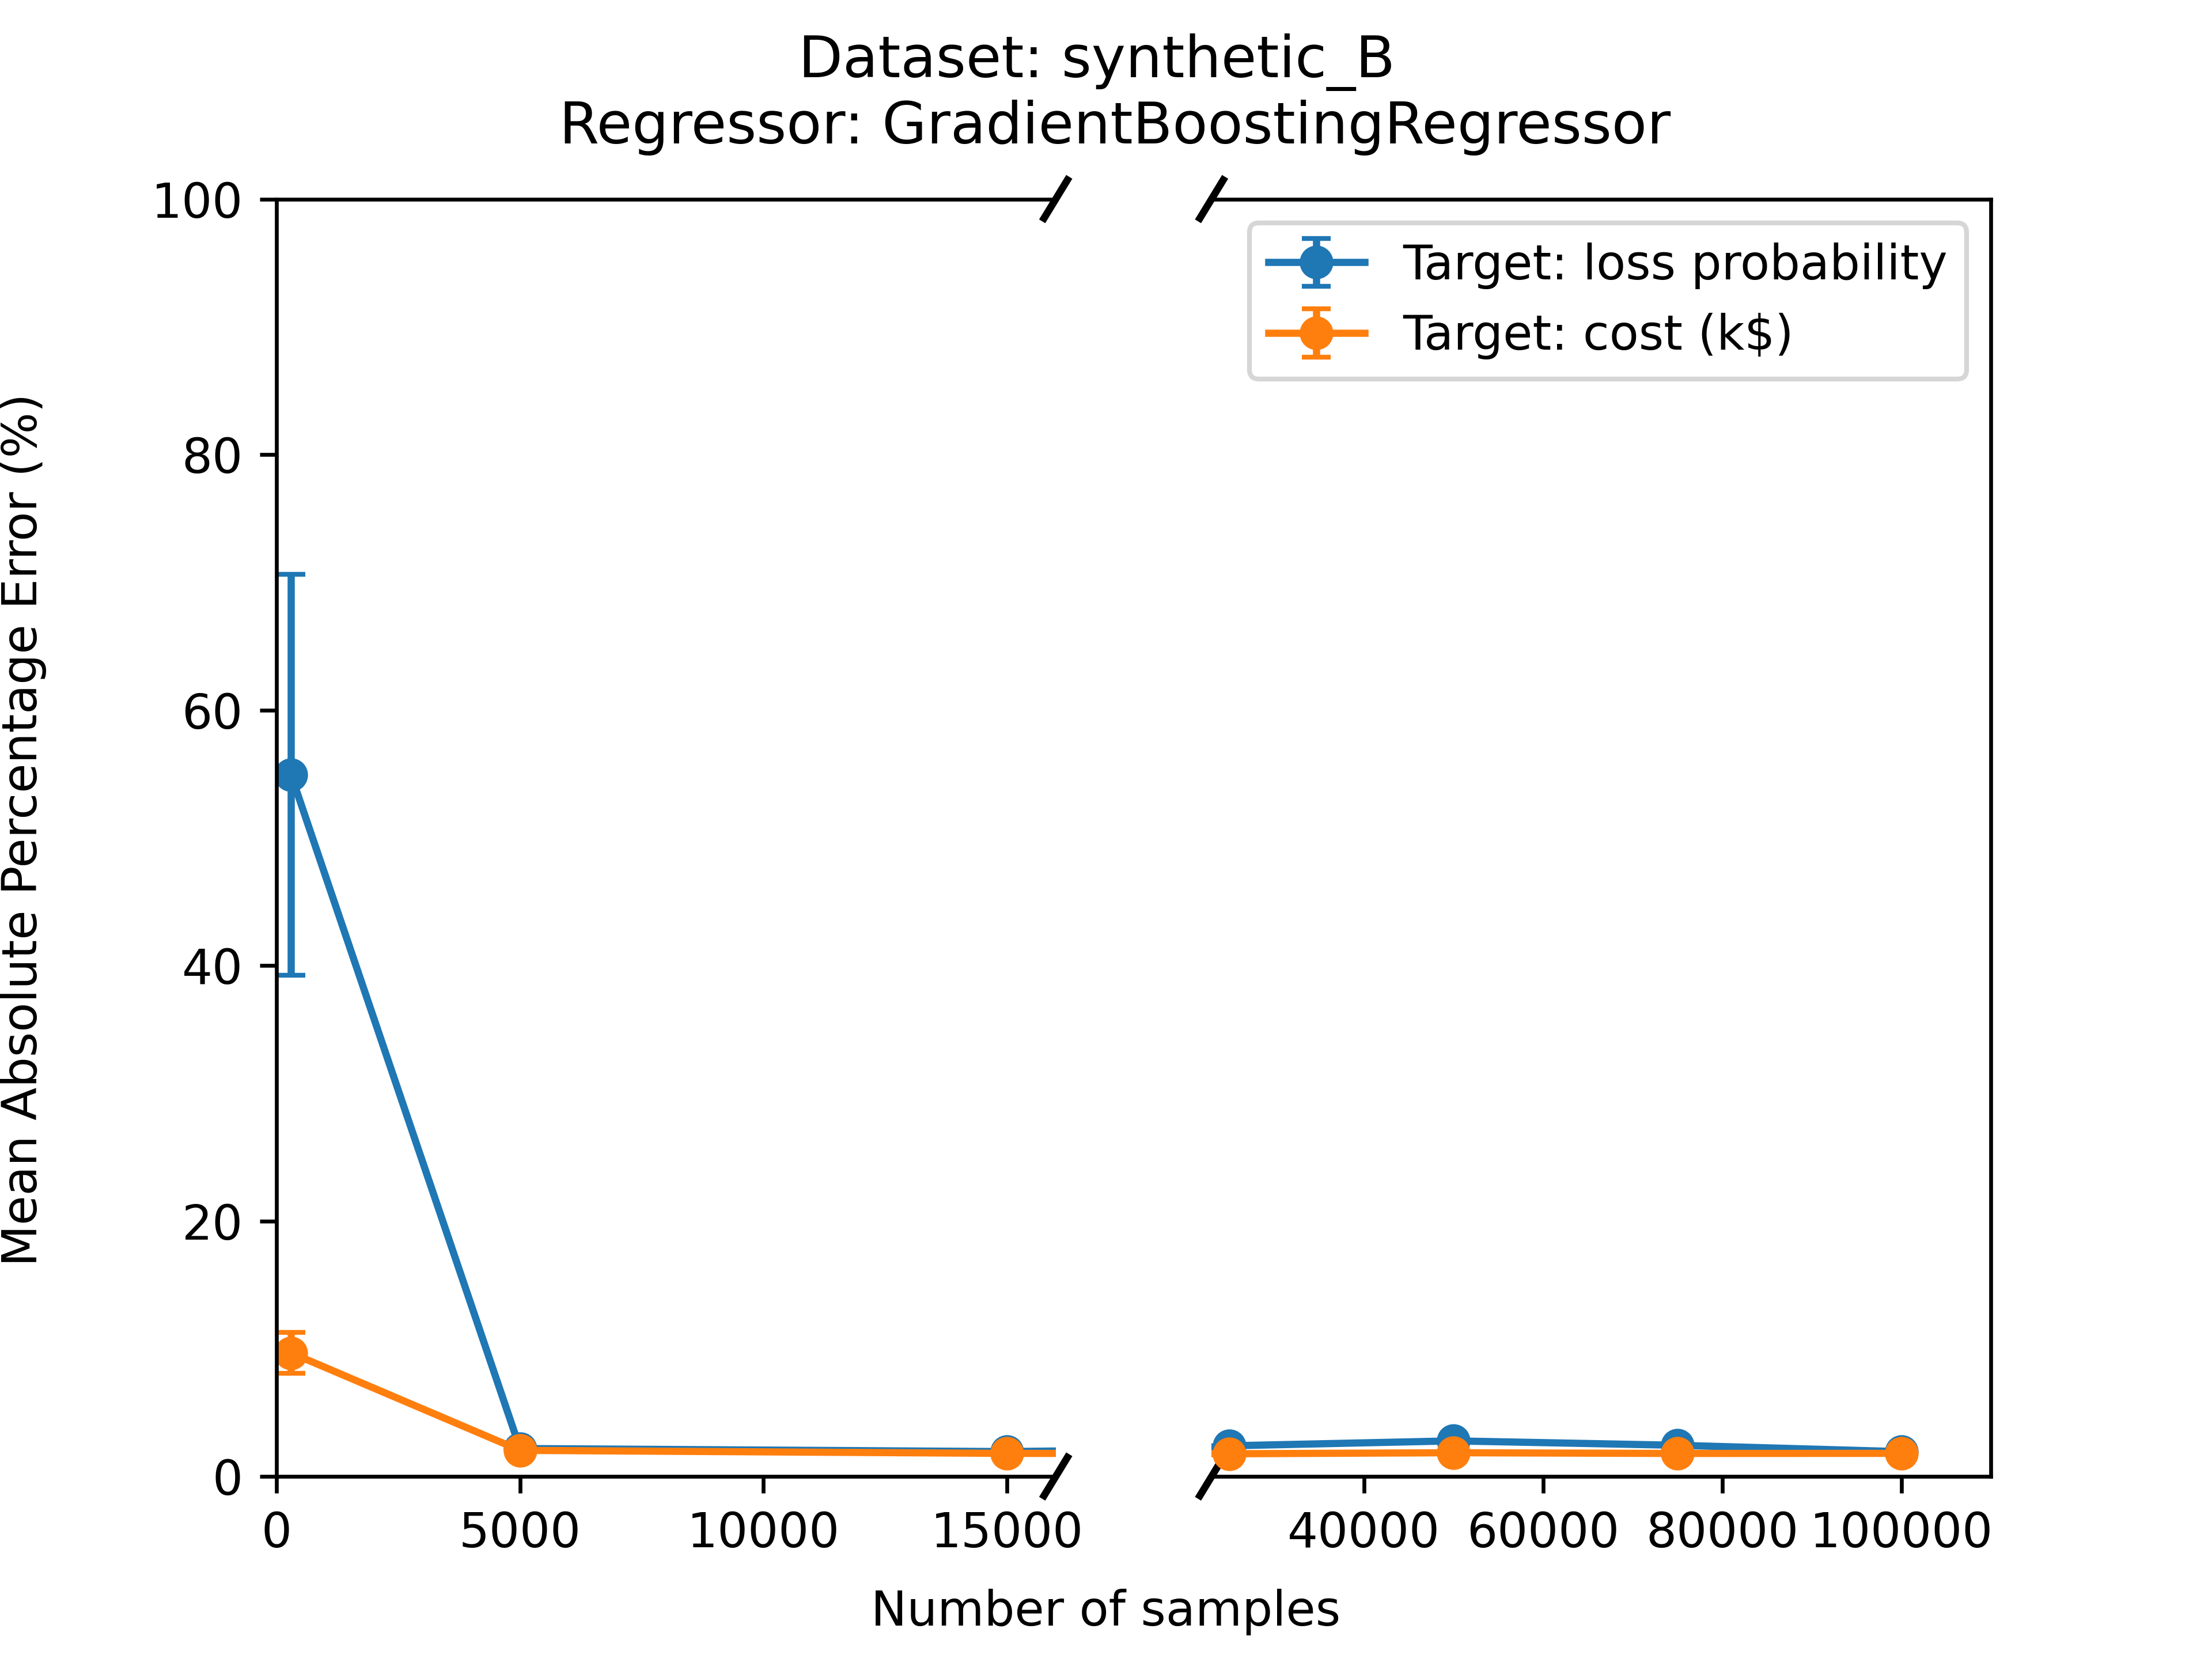 Dataset: synthetic_B
Regressor: GradientBoostingRegressor
Target: loss probability
Target: cost (k$)
Mean Absolute Percentage Error (%)
100
80
60
40
20
0
0 5000 10000 15000 40000 60000 80000 100000
Number of samples